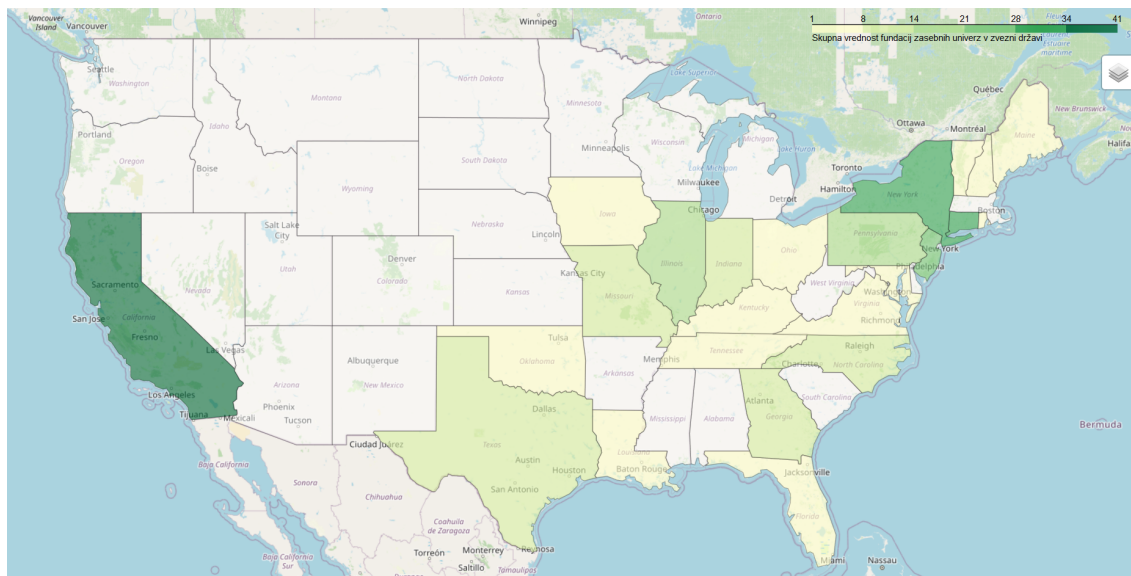 1 8 14 21 28 34 41
Skupna vrednost fundacij zasebnih univerz v zvezni državi
Vancouver Island
Vancouver
Winnipeg
Ontario
Seattle
Washington
Montana
North Dakota
Minnesota
Lake Superior
Québec
New Brunswick
Portland
Oregon
Idaho
Boise
Wyoming
South Dakota
Minneapolis
Wisconsin
Michigan
Lake Michigan
Lake Huron
Ottawa
Montréal
Maine
Halifa
Toronto
Hamilton
Milwaukee
Detroit
New York
Boston
Chicago
Iowa
Nebraska
Lincoln
Salt Lake City
Utah
Nevada
Denver
Colorado
Kansas
Kansas City
Missouri
Illinois
Indiana
Ohio
Pennsylvania
New York
Philadelphia
Washington
West Virginia
Virginia
Richmond
Kentucky
Sacramento
California
San Jose
Fresno
Las Vegas
Los Angeles
Tijuana
Mexicali
Arizona
Phoenix
Tucson
Albuquerque
New Mexico
Tulsa
Oklahoma
Arkansas
Memphis
Tennessee
Charlotte
Raleigh
North Carolina
South Carolina
Atlanta
Georgia
Alabama
Mississippi
Louisiana
Baton Rouge
Dallas
Texas
Austin
Houston
San Antonio
Ciudad Juárez
Jacksonville
Florida
Miami
Nassau
Bermuda
Baja California
Sonora
Chihuahua
Coahuila de Zaragoza
Baja California Sur
Torreón
Monterrey
Saltillo
Reynosa
Tamaulipas